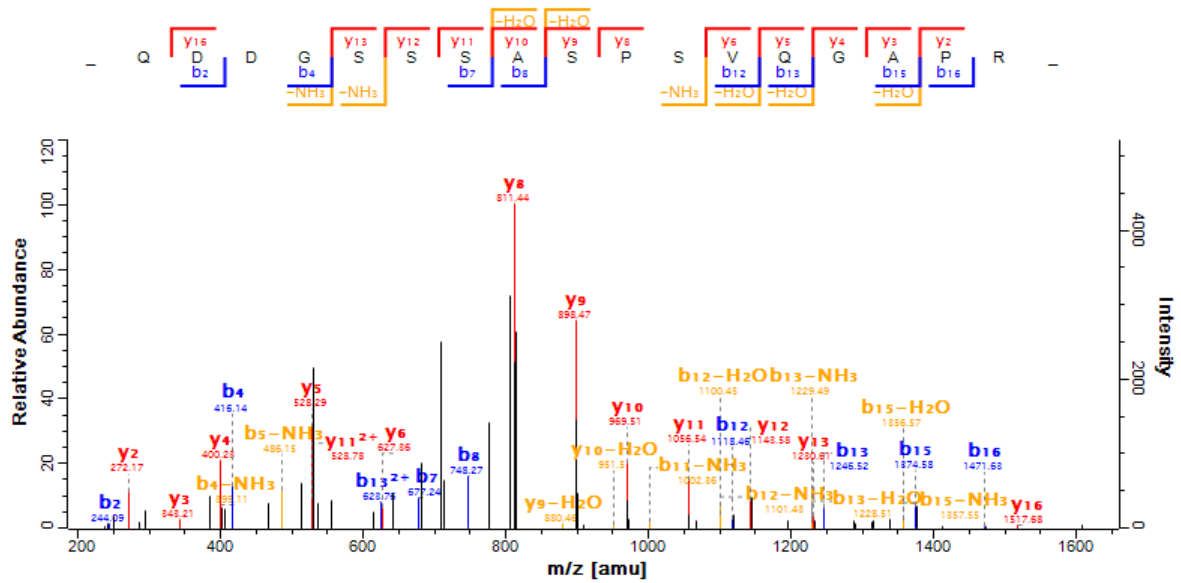 –H₂O –H₂O
y16 y13 y12 y11 y10 y9 y8 y6 y5 y4 y3 y2
_ Q D D G S S S A S P S V Q G A P R _
b2 b4 b7 b8 b12 b13 b15 b16
–NH₃ –NH₃ –NH₃ –H₂O –H₂O –H₂O
Relative Abundance
120
100
80
60
40
20
0
Intensity
4000
2000
0
y8
811.44
y9
898.47
b12–H₂O b13–NH₃
1100.45 1229.49
b4
416.14
y5
528.29
b15–H₂O
1356.57
y10
969.51
y11
1056.54
b12
1118.46
y12
1143.58
b5–NH₃
486.15
y11²⁺
528.78
y6
627.36
y4
400.23
y2
272.17
y13
1230.61
b13
1246.52
b15
1374.58
b16
1471.63
b8
748.27
y10–H₂O
951.5
b11–NH₃
b4–NH₃
399.11
b13²⁺
623.76
b7
677.24
b12–NH₃
1101.43
b13–H₂O
1228.51
b15–NH₃
1357.55
b2
244.09
y3
343.21
y9–H₂O
880.46
y16
1517.68
200 400 600 800 1000 1200 1400 1600
m/z [amu]